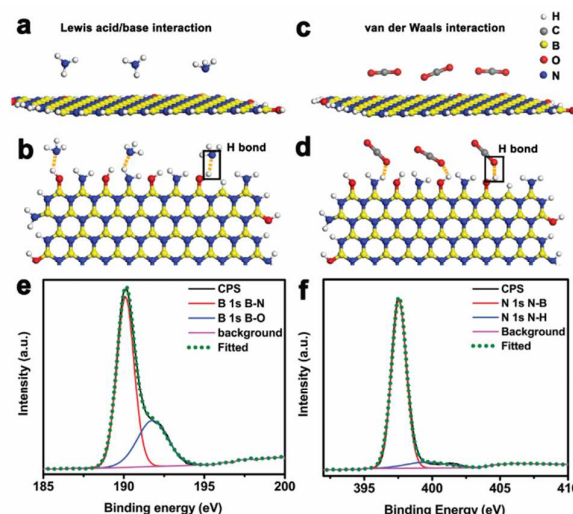 a
Lewis acid/base interaction
c
van der Waals interaction
H
C
B
O
N
b
H bond
d
H bond
e
CPS
B 1s B-N
B 1s B-O
background
Fitted
Intensity (a.u.)
185 190 195 200
Binding energy (eV)
f
CPS
N 1s N-B
N 1s N-H
Background
Fitted
Intensity (a.u.)
395 400 405 410
Binding Energy (eV)